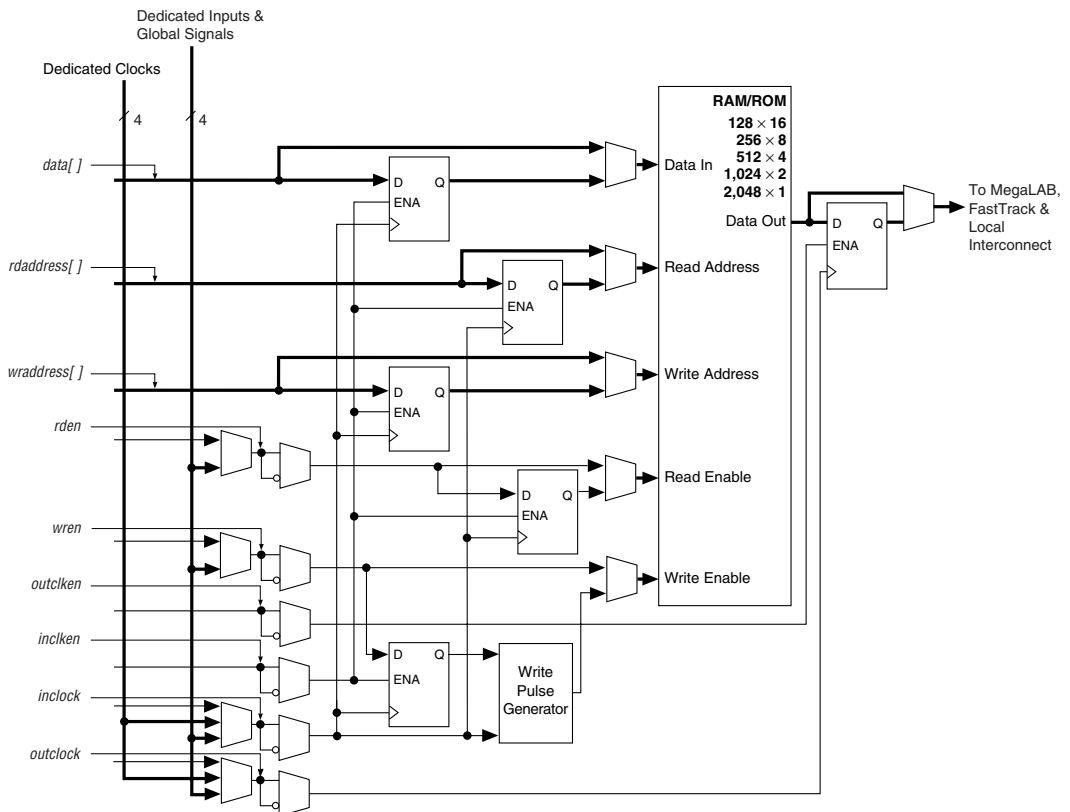 Dedicated Inputs &
Global Signals
Dedicated Clocks
4
4
RAM/ROM
128 × 16
256 × 8
512 × 4
1,024 × 2
2,048 × 1
data[ ]
D
Q
ENA
Data In
Data Out
D
Q
ENA
To MegaLAB,
FastTrack &
Local
Interconnect
rdaddress[ ]
D
Q
ENA
Read Address
wraddress[ ]
D
Q
ENA
Write Address
rden
D
Q
ENA
Read Enable
wren
Write Enable
outclken
inclken
D
Q
ENA
Write
Pulse
Generator
inclock
outclock